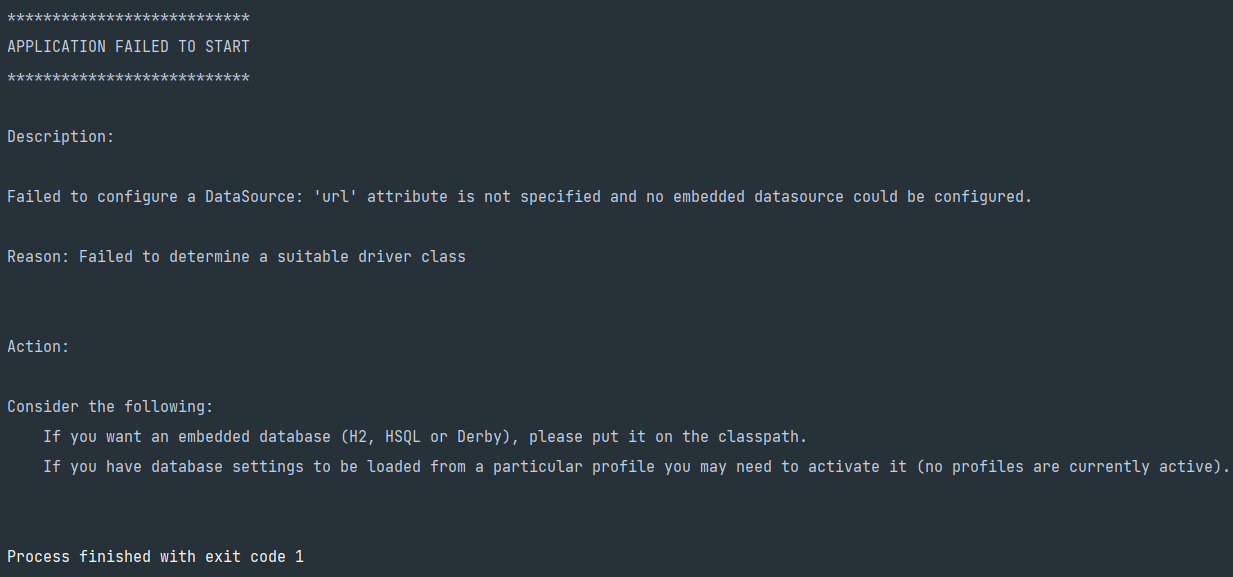 ***************************
APPLICATION FAILED TO START
***************************
Description:
Failed to configure a DataSource: 'url' attribute is not specified and no embedded datasource could be configured.
Reason: Failed to determine a suitable driver class
Action:
Consider the following:
If you want an embedded database (H2, HSQL or Derby), please put it on the classpath.
If you have database settings to be loaded from a particular profile you may need to activate it (no profiles are currently active).
Process finished with exit code 1